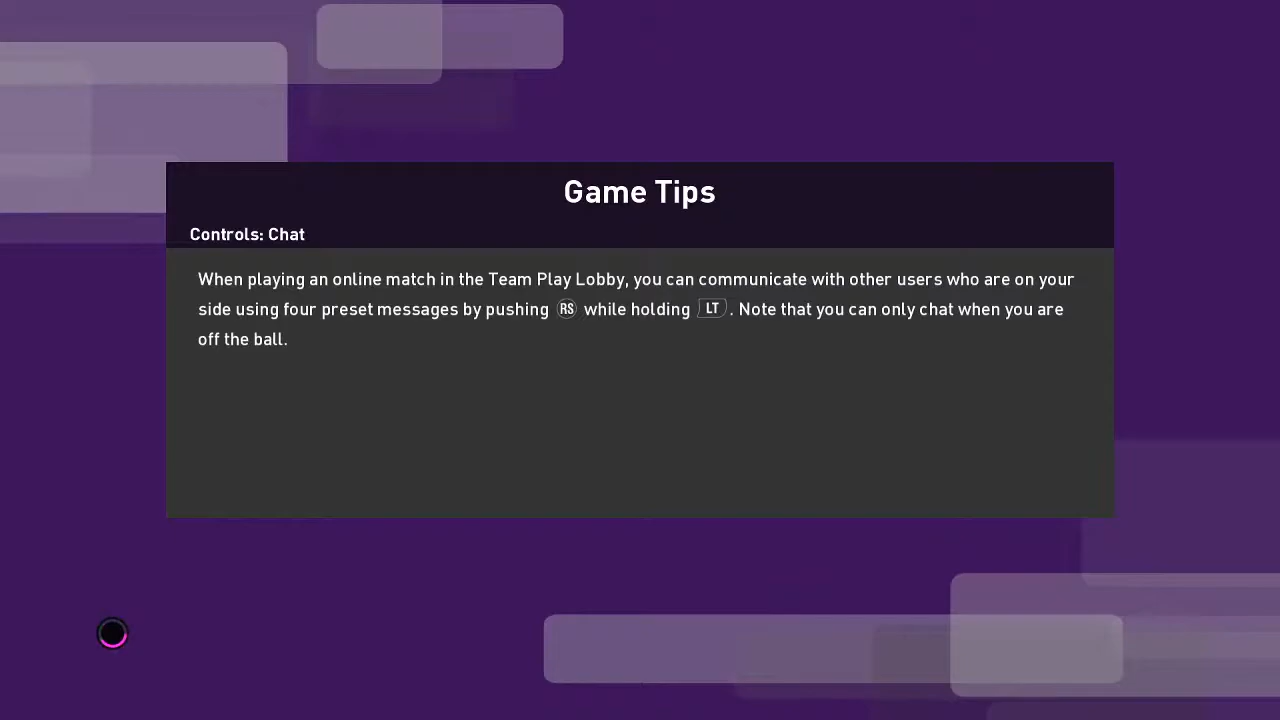 Game Tips
Controls: Chat
When playing an online match in the Team Play Lobby, you can communicate with other users who are on your
side using four preset messages by pushing RS while holding LT. Note that you can only chat when you are
off the ball.